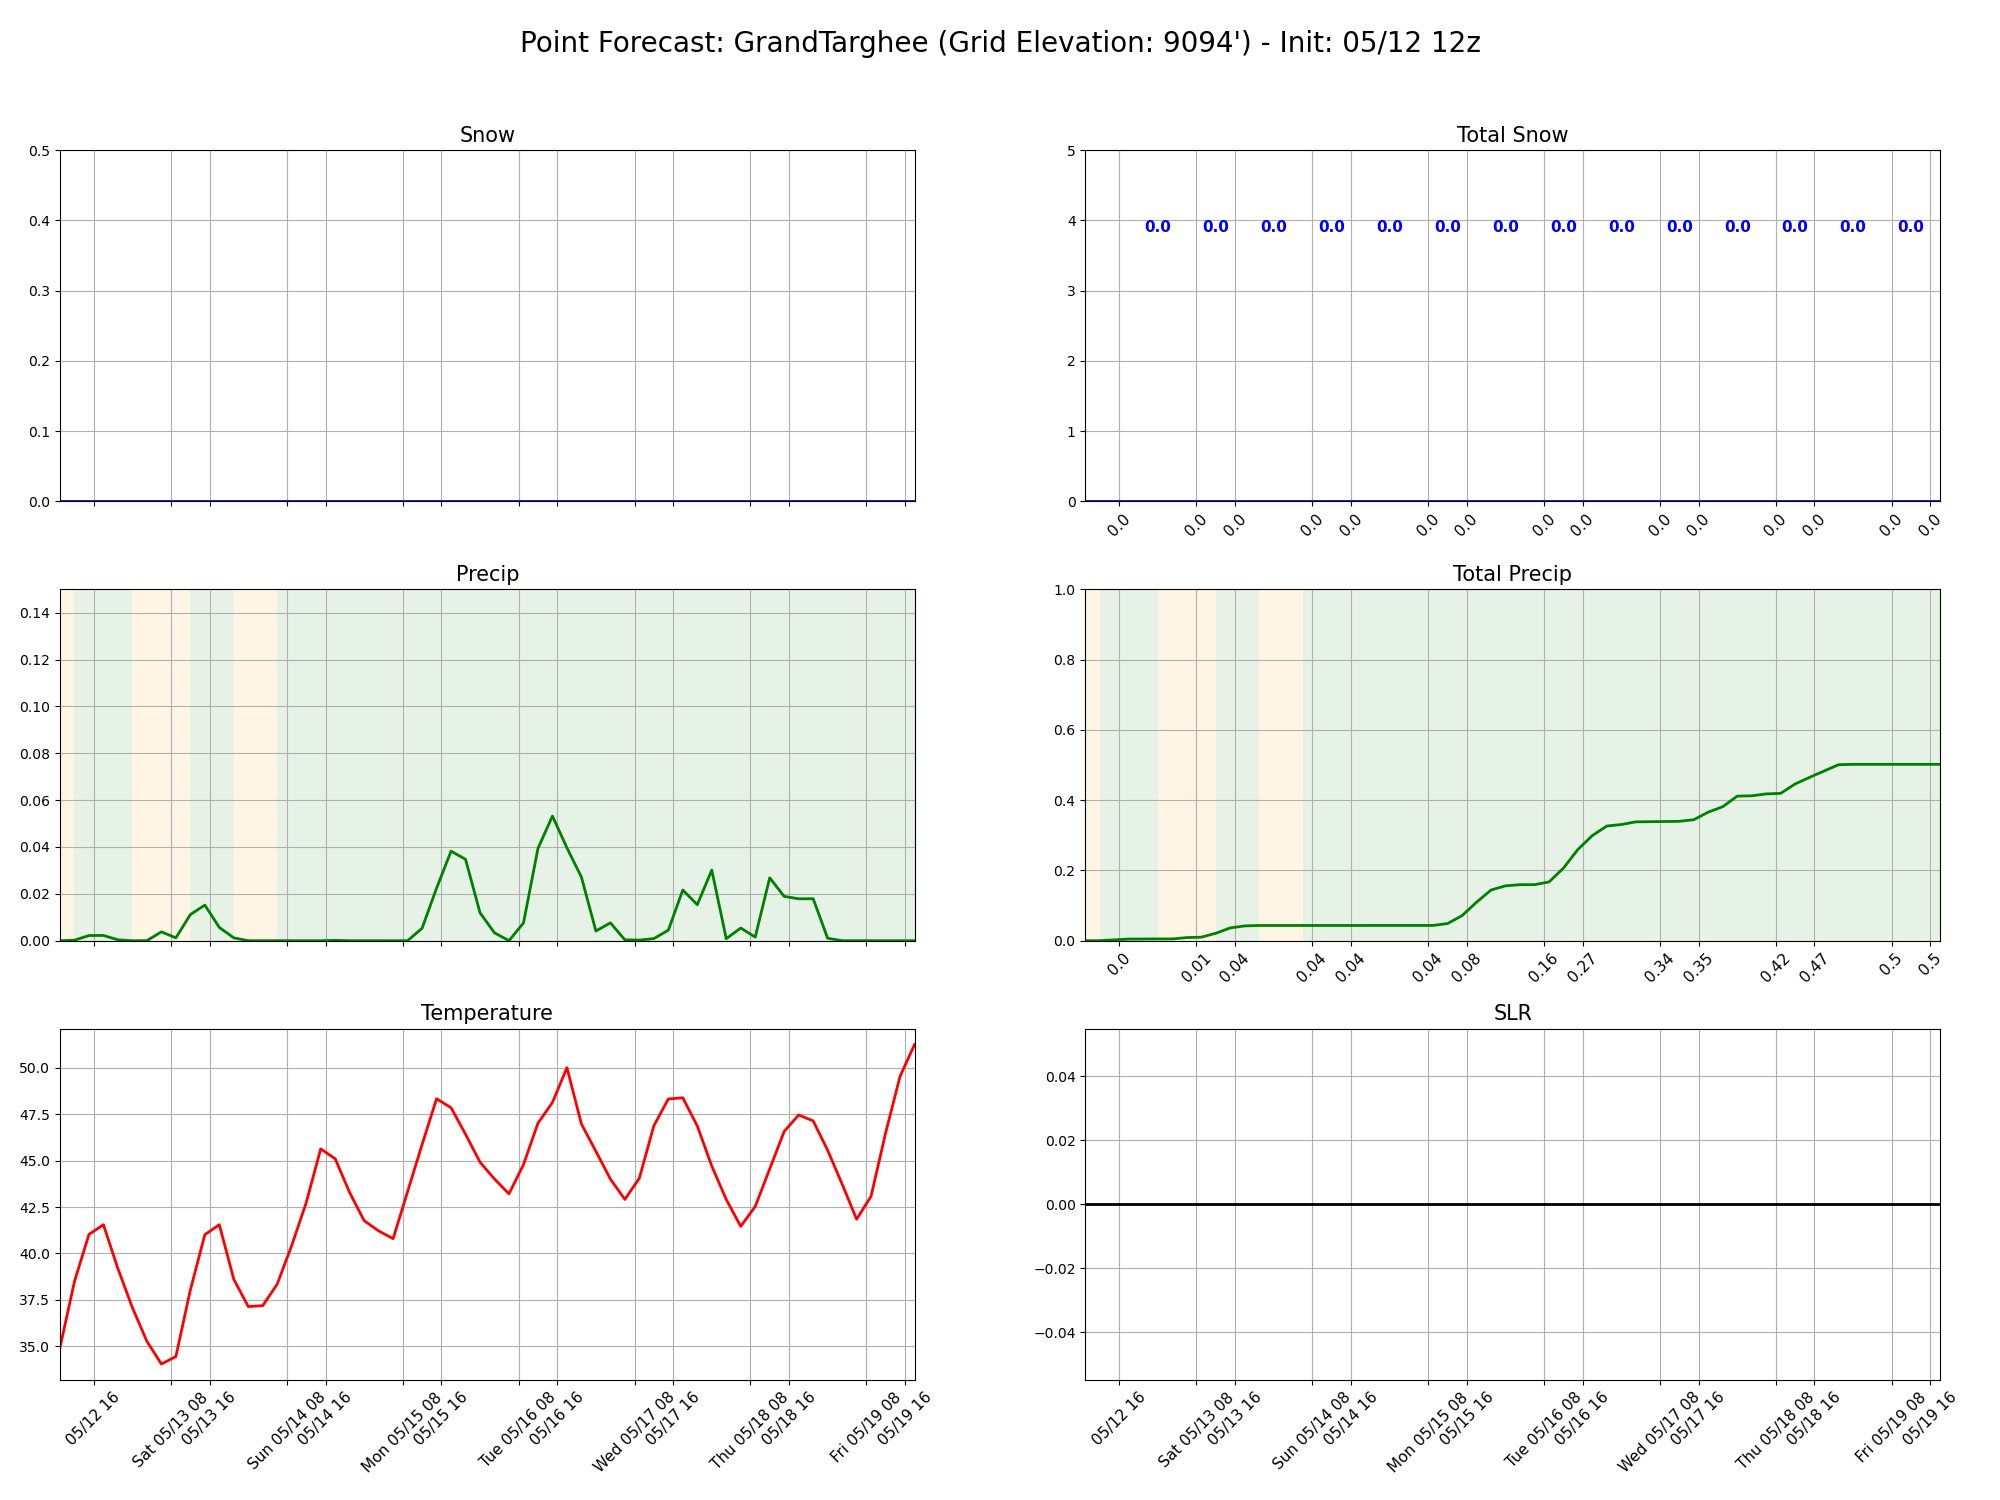 Point Forecast: GrandTarghee (Grid Elevation: 9094') - Init: 05/12 12z
Snow
0.5
0.4
0.3
0.2
0.1
0.0
Total Snow
5
4
3
2
1
0
0.0 0.0 0.0 0.0 0.0 0.0 0.0 0.0 0.0 0.0 0.0 0.0 0.0 0.0
0.0 0.0 0.0 0.0 0.0 0.0 0.0 0.0 0.0 0.0 0.0 0.0 0.0 0.0 0.0
Precip
0.14
0.12
0.10
0.08
0.06
0.04
0.02
0.00
Total Precip
1.0
0.8
0.6
0.4
0.2
0.0
0.0 0.01 0.04 0.04 0.04 0.04 0.08 0.16 0.27 0.34 0.35 0.42 0.47 0.5 0.5
Temperature
50.0
47.5
45.0
42.5
40.0
37.5
35.0
05/12 16
Sat 05/13 08
05/13 16
Sun 05/14 08
05/14 16
Mon 05/15 08
05/15 16
Tue 05/16 08
05/16 16
Wed 05/17 08
05/17 16
Thu 05/18 08
05/18 16
Fri 05/19 08
05/19 16
SLR
0.04
0.02
0.00
−0.02
−0.04
05/12 16
Sat 05/13 08
05/13 16
Sun 05/14 08
05/14 16
Mon 05/15 08
05/15 16
Tue 05/16 08
05/16 16
Wed 05/17 08
05/17 16
Thu 05/18 08
05/18 16
Fri 05/19 08
05/19 16